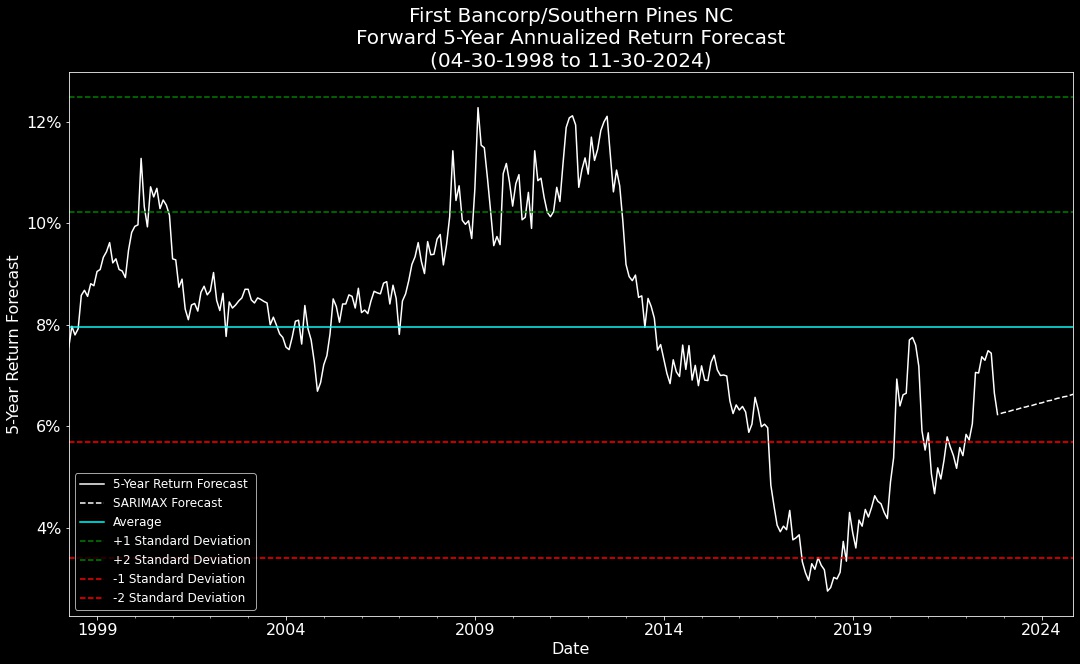 First Bancorp/Southern Pines NC
Forward 5-Year Annualized Return Forecast
(04-30-1998 to 11-30-2024)
5-Year Return Forecast
12%
10%
8%
6%
4%
5-Year Return Forecast
SARIMAX Forecast
Average
+1 Standard Deviation
+2 Standard Deviation
-1 Standard Deviation
-2 Standard Deviation
1999 2004 2009 2014 2019 2024
Date